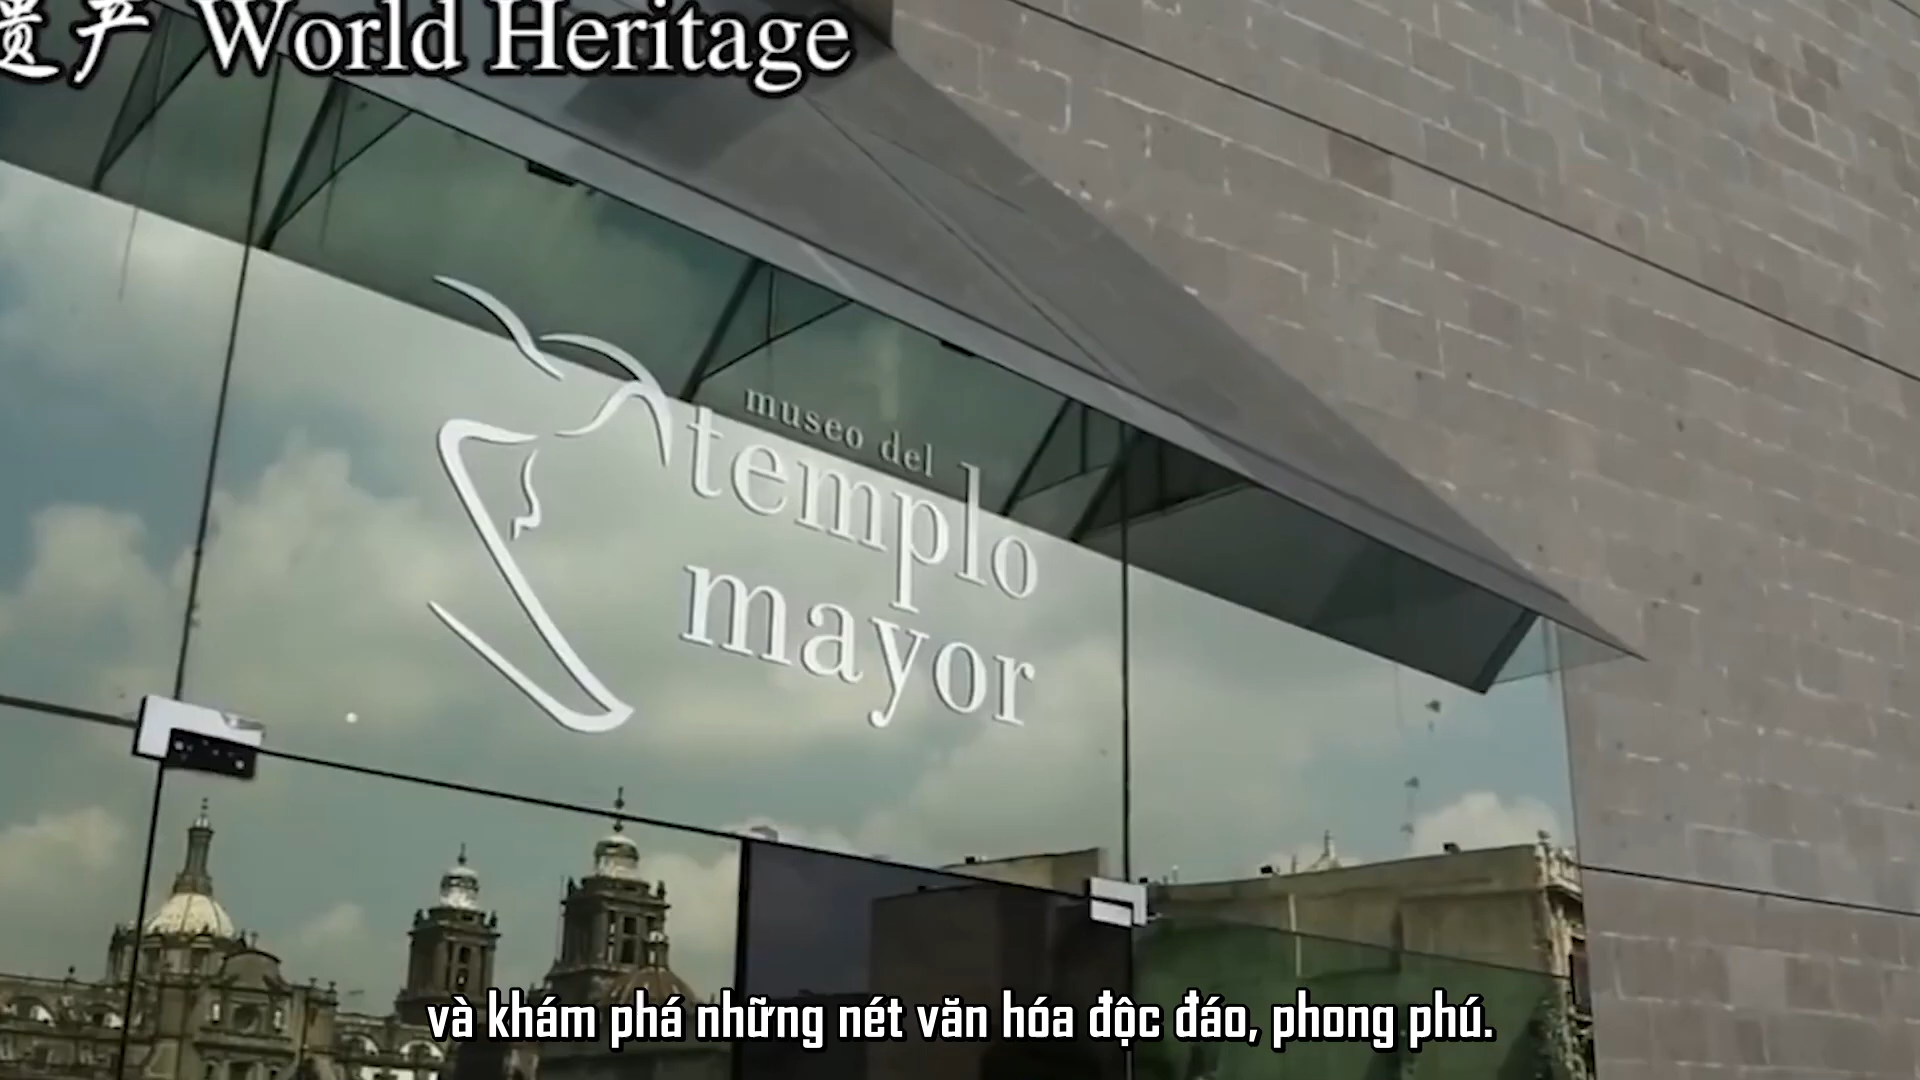 遗产 World Heritage
museo del
templo
mayor
và khám phá những nét văn hóa độc đáo, phong phú.